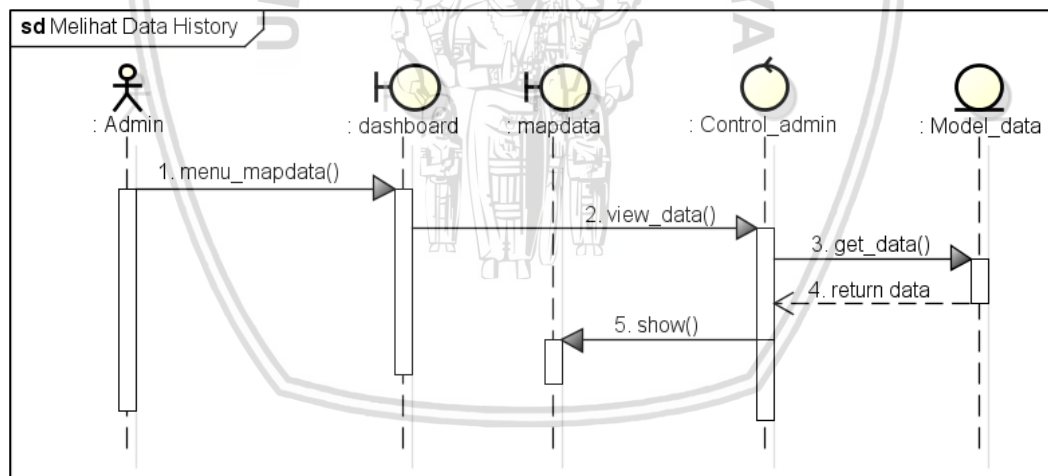 sd Melihat Data History
: Admin
: dashboard
: mapdata
: Control_admin
: Model_data
1. menu_mapdata()
2. view_data()
3. get_data()
4. return data
5. show()